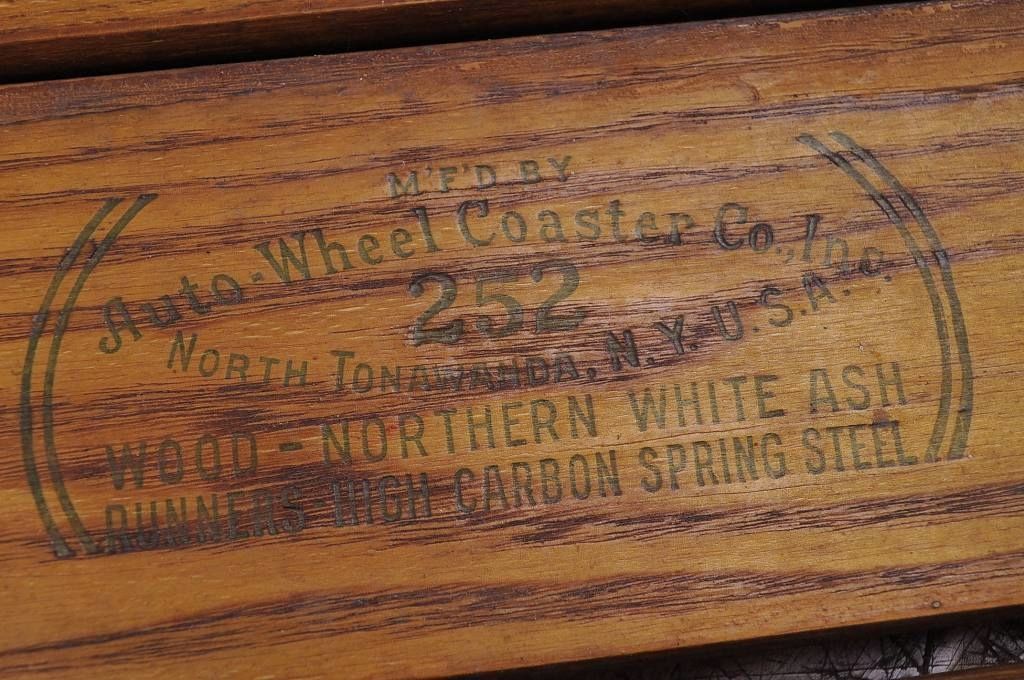 M'F'D BY
Auto-Wheel Coaster Co., Inc.
252
NORTH TONAWANDA, N.Y. U.S.A.
WOOD - NORTHERN WHITE ASH
RUNNERS-HIGH CARBON SPRING STEEL